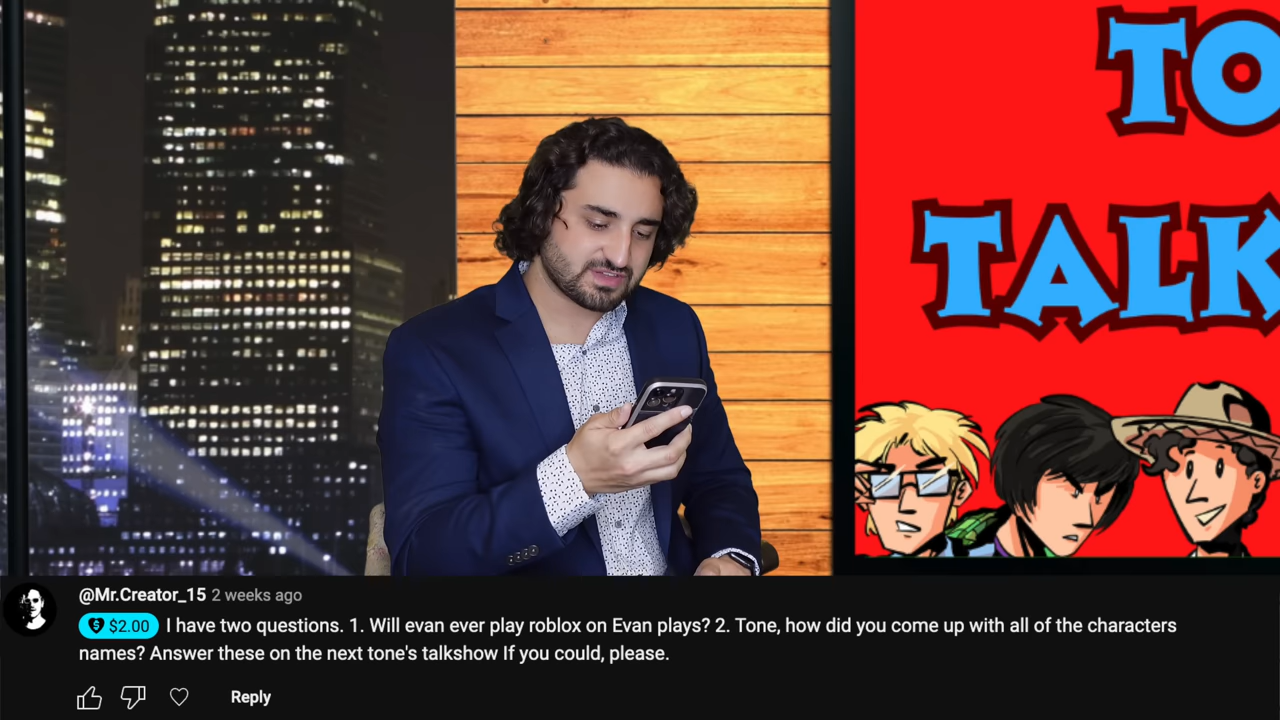 TO
TALK
@Mr.Creator_15 2 weeks ago
$2.00 I have two questions. 1. Will evan ever play roblox on Evan plays? 2. Tone, how did you come up with all of the characters
names? Answer these on the next tone's talkshow If you could, please.
Reply